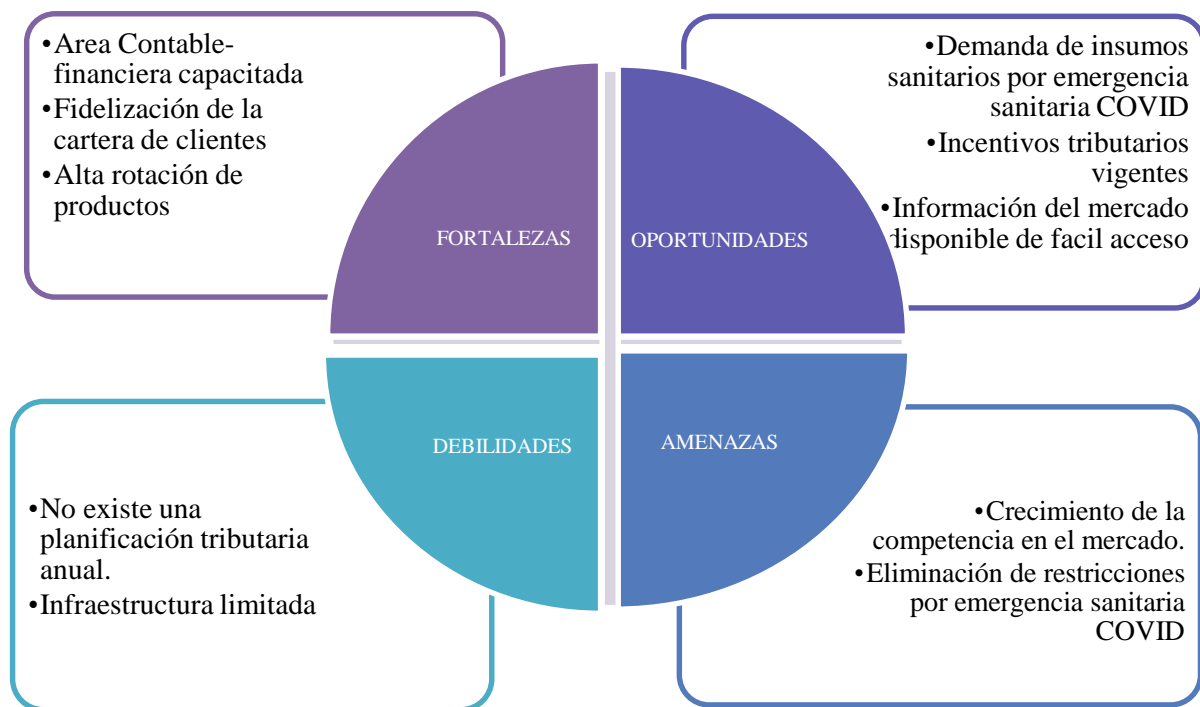 •Area Contable-
financiera capacitada
•Fidelización de la
cartera de clientes
•Alta rotación de
productos
FORTALEZAS
•Demanda de insumos
sanitarios por emergencia
sanitaria COVID
•Incentivos tributarios
vigentes
•Información del mercado
disponible de facil acceso
OPORTUNIDADES
•No existe una
planificación tributaria
anual.
•Infraestructura limitada
DEBILIDADES
•Crecimiento de la
competencia en el mercado.
•Eliminación de restricciones
por emergencia sanitaria
COVID
AMENAZAS